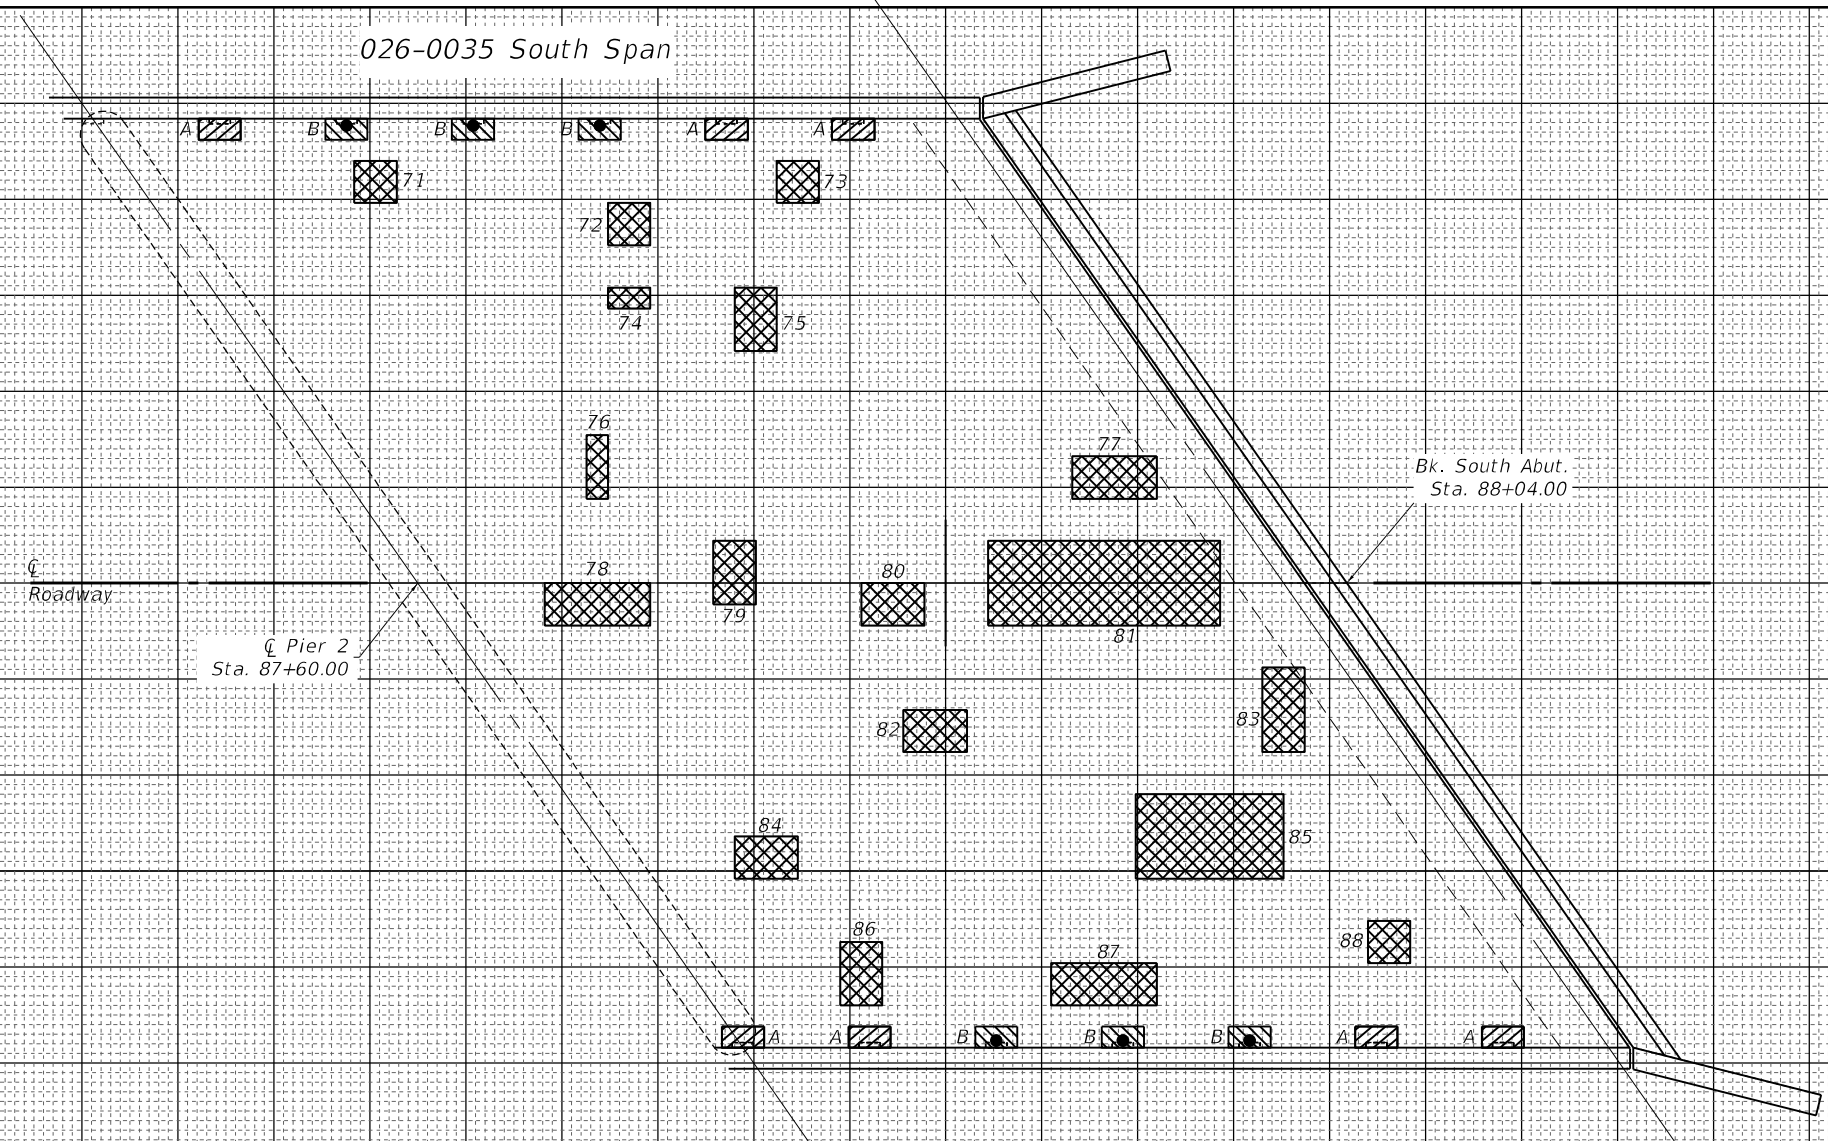 026-0035 South Span
A B B B A A
71
73
72
74
75
76
77
Bk. South Abut.
Sta. 88+04.00
℄
Roadway
78
79
80
81
℄ Pier 2
Sta. 87+60.00
82
83
84
85
86
87
88
A A B B B A A